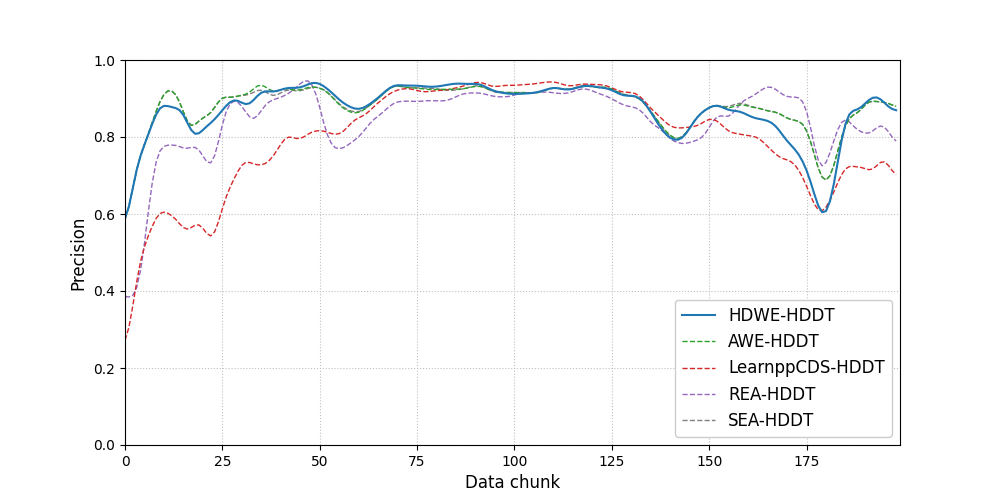 1.0
0.8
0.6
0.4
0.2
0.0
Precision
0 25 50 75 100 125 150 175
Data chunk
HDWE-HDDT
AWE-HDDT
LearnppCDS-HDDT
REA-HDDT
SEA-HDDT